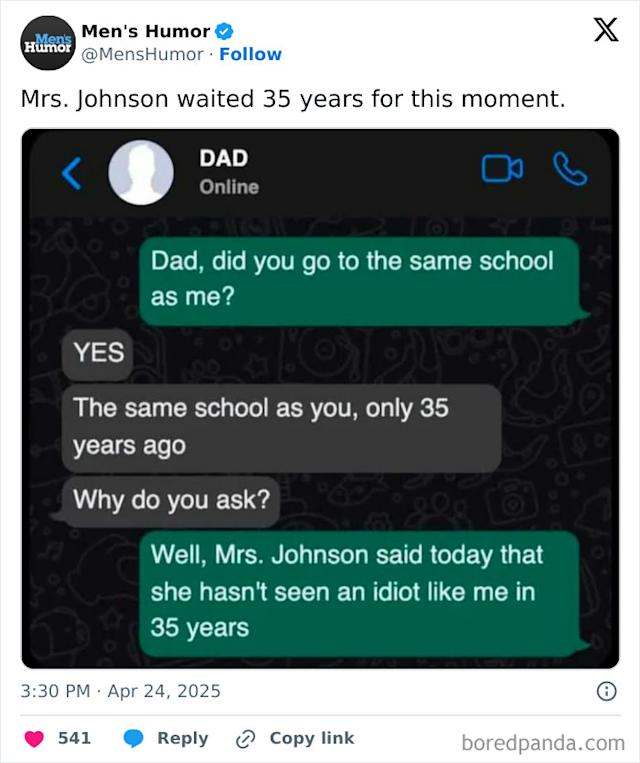 Men's
Humor
Men's Humor
@MensHumor · Follow
Mrs. Johnson waited 35 years for this moment.
DAD
Online
Dad, did you go to the same school
as me?
YES
The same school as you, only 35
years ago
Why do you ask?
Well, Mrs. Johnson said today that
she hasn't seen an idiot like me in
35 years
3:30 PM · Apr 24, 2025
541
Reply
Copy link
boredpanda.com